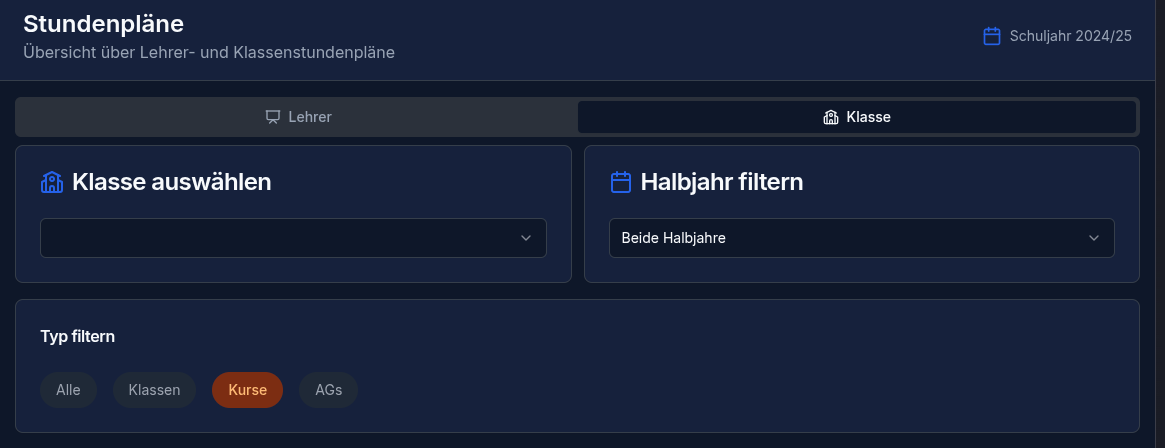 Stundenpläne
Übersicht über Lehrer- und Klassenstundenpläne
Schuljahr 2024/25
Lehrer
Klasse
Klasse auswählen
Halbjahr filtern
Beide Halbjahre
Typ filtern
Alle
Klassen
Kurse
AGs